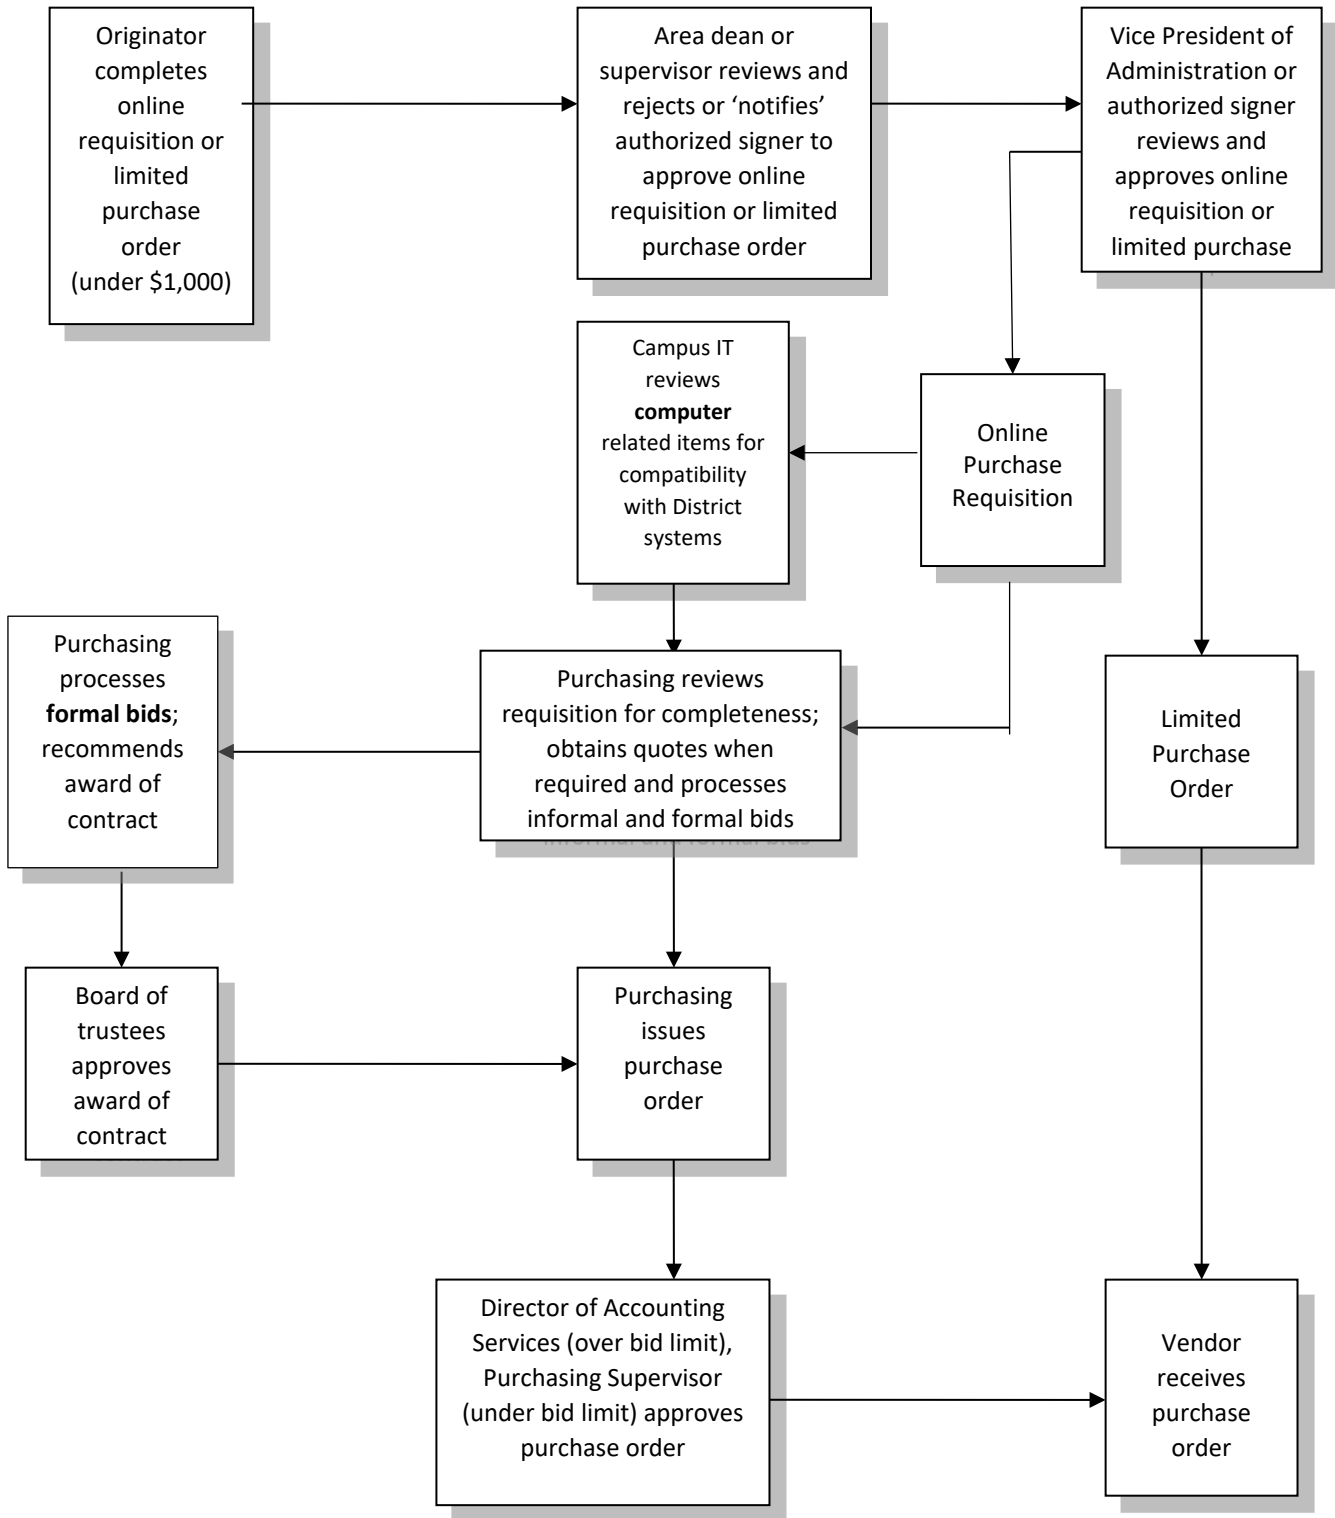 Originator
completes
online
requisition or
limited
purchase
order
(under $1,000)
Area dean or
supervisor reviews and
rejects or ‘notifies’
authorized signer to
approve online
requisition or limited
purchase order
Vice President of
Administration or
authorized signer
reviews and
approves online
requisition or
limited purchase
Campus IT
reviews
computer
related items for
compatibility
with District
systems
Online
Purchase
Requisition
Purchasing
processes
formal bids;
recommends
award of
contract
Purchasing reviews
requisition for completeness;
obtains quotes when
required and processes
informal and formal bids
Limited
Purchase
Order
Board of
trustees
approves
award of
contract
Purchasing
issues
purchase
order
Director of Accounting
Services (over bid limit),
Purchasing Supervisor
(under bid limit) approves
purchase order
Vendor
receives
purchase
order